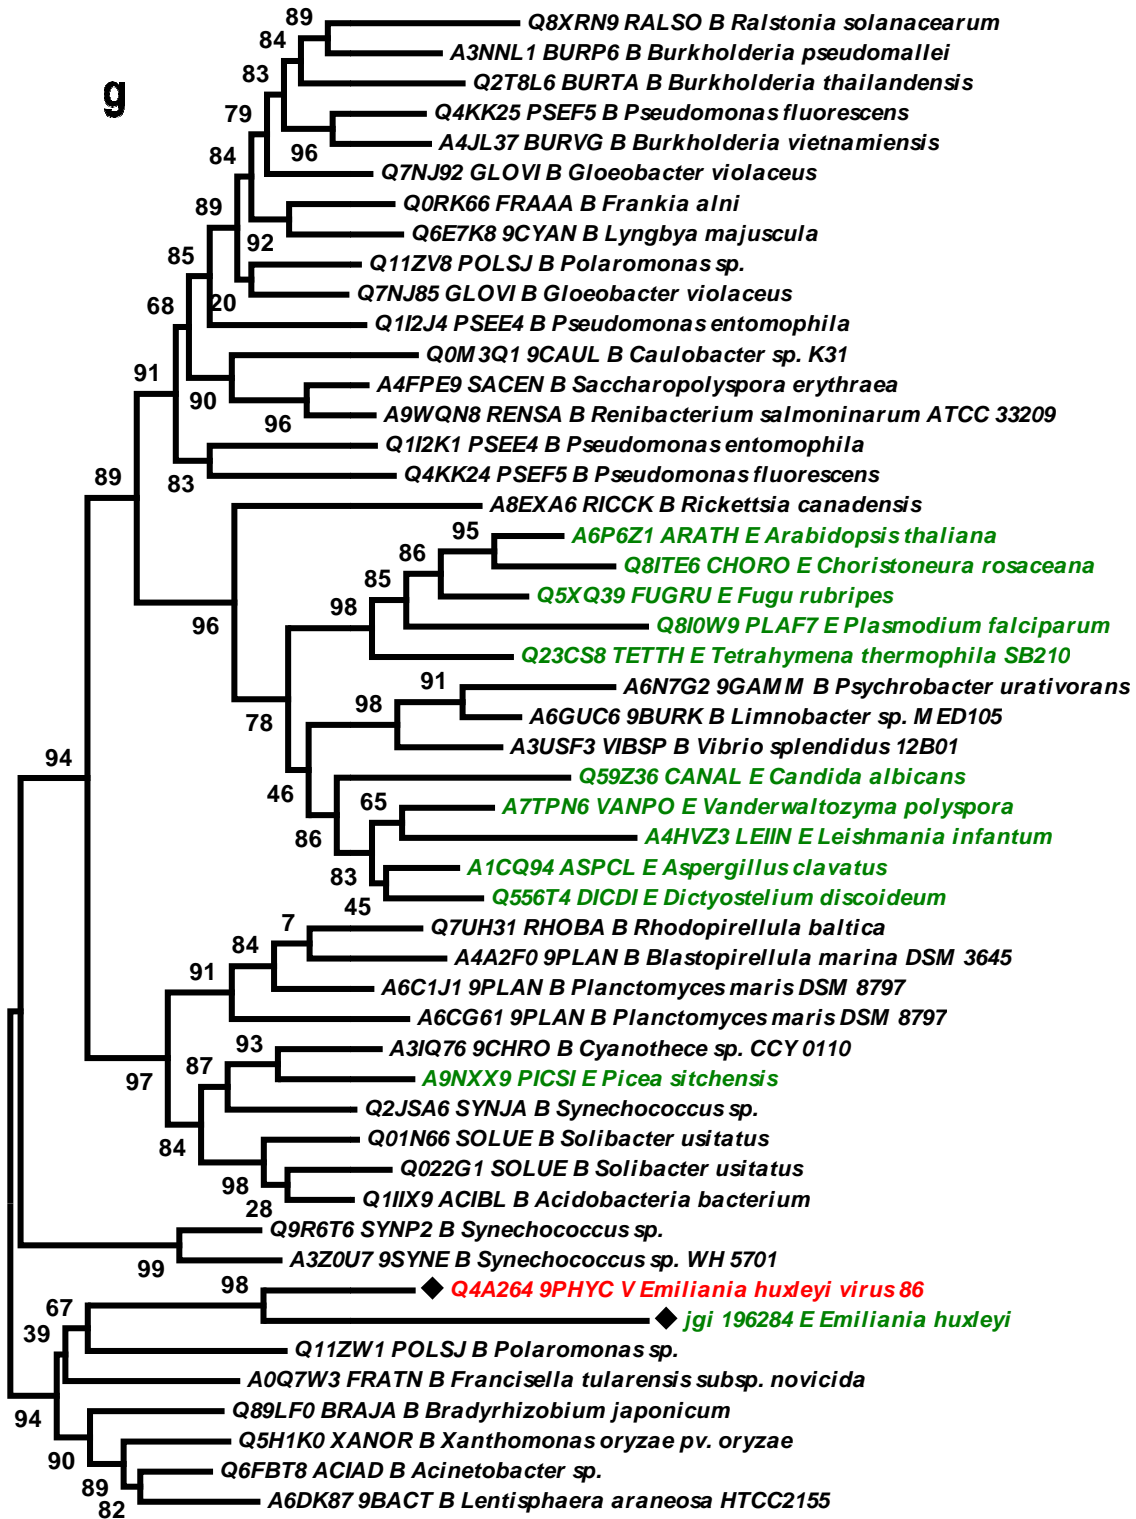 89
Q8XRN9 RALSO B Ralstonia solanacearum
84
A3NNL1 BURP6 B Burkholderia pseudomallei
83
Q2T8L6 BURTA B Burkholderia thailandensis
g
79
Q4KK25 PSEF5 B Pseudomonas fluorescens
A4JL37 BURVG B Burkholderia vietnamiensis
96
84
Q7NJ92 GLOVI B Gloeobacter violaceus
89
Q0RK66 FRAAA B Frankia alni
Q6E7K8 9CYAN B Lyngbya majuscula
92
85
Q11ZV8 POLSJ B Polaromonas sp.
Q7NJ85 GLOVI B Gloeobacter violaceus
68
20
Q1I2J4 PSEE4 B Pseudomonas entomophila
Q0M3Q1 9CAUL B Caulobacter sp. K31
91
A4FPE9 SACEN B Saccharopolyspora erythraea
90
A9WQN8 RENSA B Renibacterium salmoninarum ATCC 33209
96
Q1I2K1 PSEE4 B Pseudomonas entomophila
89
Q4KK24 PSEF5 B Pseudomonas fluorescens
83
A8EXA6 RICCK B Rickettsia canadensis
95
A6P6Z1 ARATH E Arabidopsis thaliana
86
Q8ITE6 CHORO E Choristoneura rosaceana
85
Q5XQ39 FUGRU E Fugu rubripes
98
96
Q8I0W9 PLAF7 E Plasmodium falciparum
Q23CS8 TETTH E Tetrahymena thermophila SB210
91
A6N7G2 9GAMM B Psychrobacter urativorans
98
78
A6GUC6 9BURK B Limnobacter sp. MED105
A3USF3 VIBSP B Vibrio splendidus 12B01
94
Q59Z36 CANAL E Candida albicans
46
65
A7TPN6 VANPO E Vanderwaltozyma polyspora
86
A4HVZ3 LEIIN E Leishmania infantum
A1CQ94 ASPCL E Aspergillus clavatus
83
Q556T4 DICDI E Dictyostelium discoideum
45
7
Q7UH31 RHOBA B Rhodopirellula baltica
84
A4A2F0 9PLAN B Blastopirellula marina DSM 3645
91
A6C1J1 9PLAN B Planctomyces maris DSM 8797
A6CG61 9PLAN B Planctomyces maris DSM 8797
93
A3IQ76 9CHRO B Cyanothece sp. CCY 0110
87
97
A9NXX9 PICSI E Picea sitchensis
Q2JSA6 SYNJA B Synechococcus sp.
84
Q01N66 SOLUE B Solibacter usitatus
Q022G1 SOLUE B Solibacter usitatus
98
Q1IIX9 ACIBL B Acidobacteria bacterium
28
Q9R6T6 SYNP2 B Synechococcus sp.
99
A3Z0U7 9SYNE B Synechococcus sp. WH 5701
98
Q4A264 9PHYC V Emiliania huxleyi virus 86
67
jgi 196284 E Emiliania huxleyi
39
Q11ZW1 POLSJ B Polaromonas sp.
A0Q7W3 FRATN B Francisella tularensis subsp. novicida
94
Q89LF0 BRAJA B Bradyrhizobium japonicum
Q5H1K0 XANOR B Xanthomonas oryzae pv. oryzae
90
Q6FBT8 ACIAD B Acinetobacter sp.
89
A6DK87 9BACT B Lentisphaera araneosa HTCC2155
82